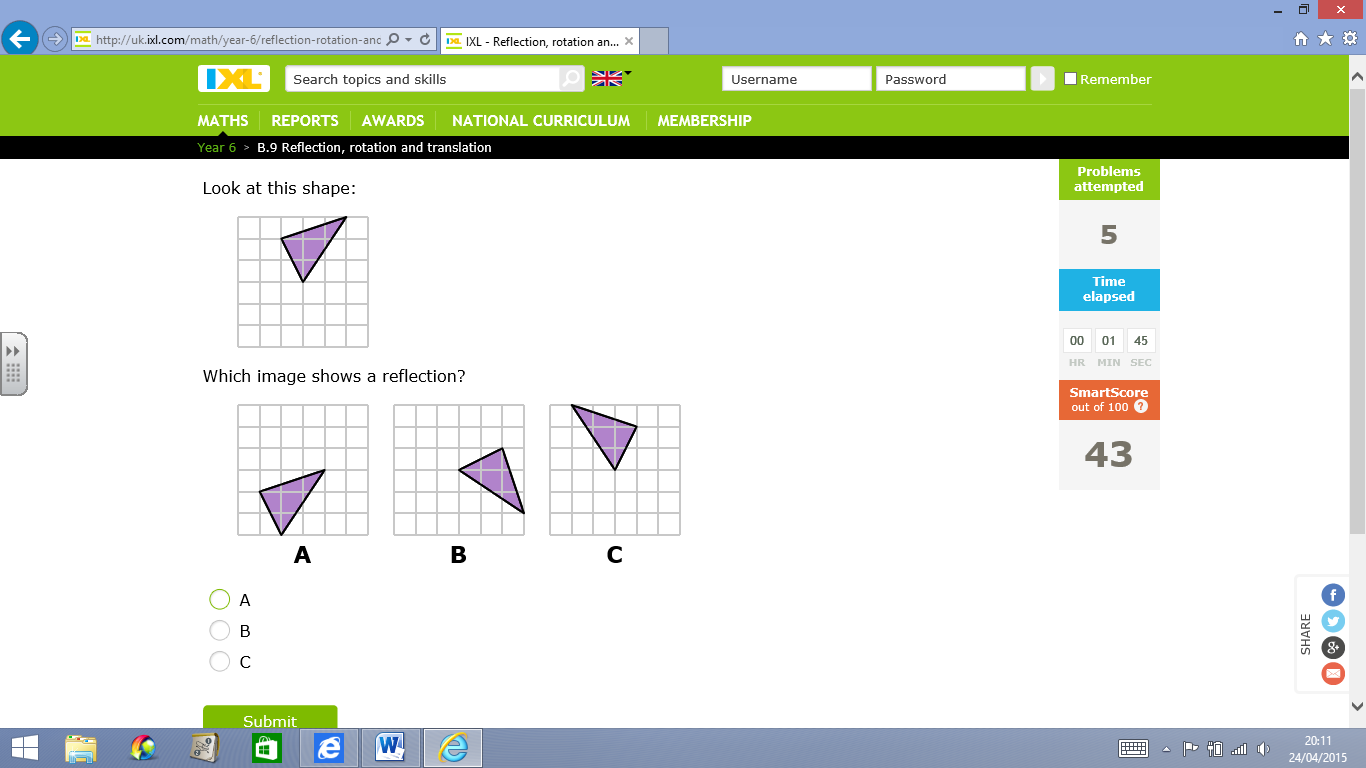 http://uk.ixl.com/math/year-6/reflection-rotation-and
IXL - Reflection, rotation an...
IXL
Search topics and skills
Username
Password
Remember
MATHS
REPORTS
AWARDS
NATIONAL CURRICULUM
MEMBERSHIP
Year 6 > B.9 Reflection, rotation and translation
Look at this shape:
Which image shows a reflection?
A
B
C
A
B
C
Submit
Problems
attempted
5
Time
elapsed
00 01 45
HR MIN SEC
SmartScore
out of 100 ?
43
SHARE
20:11
24/04/2015